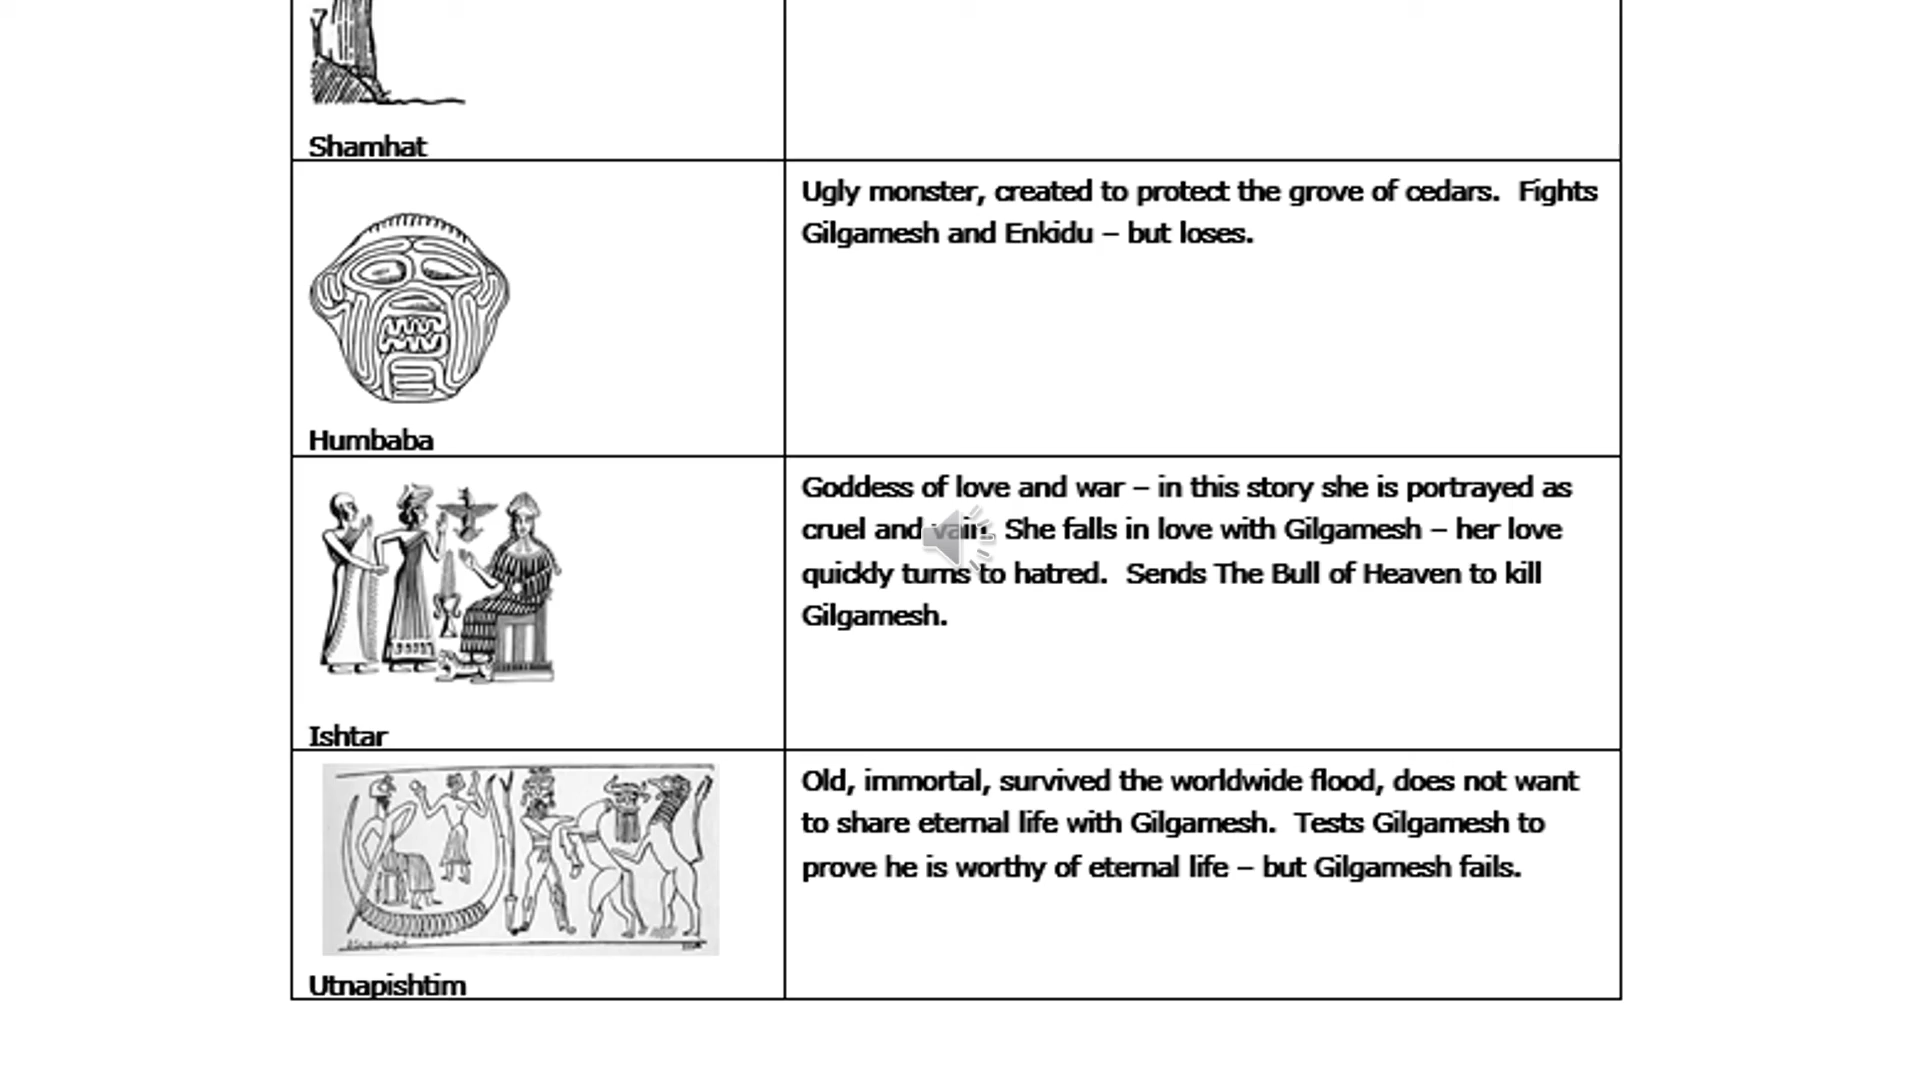 Shamhat
Ugly monster, created to protect the grove of cedars. Fights
Gilgamesh and Enkidu – but loses.
Humbaba
Goddess of love and war – in this story she is portrayed as
cruel and vain. She falls in love with Gilgamesh – her love
quickly turns to hatred. Sends The Bull of Heaven to kill
Gilgamesh.
Ishtar
Old, immortal, survived the worldwide flood, does not want
to share eternal life with Gilgamesh. Tests Gilgamesh to
prove he is worthy of eternal life – but Gilgamesh fails.
Utnapishtim